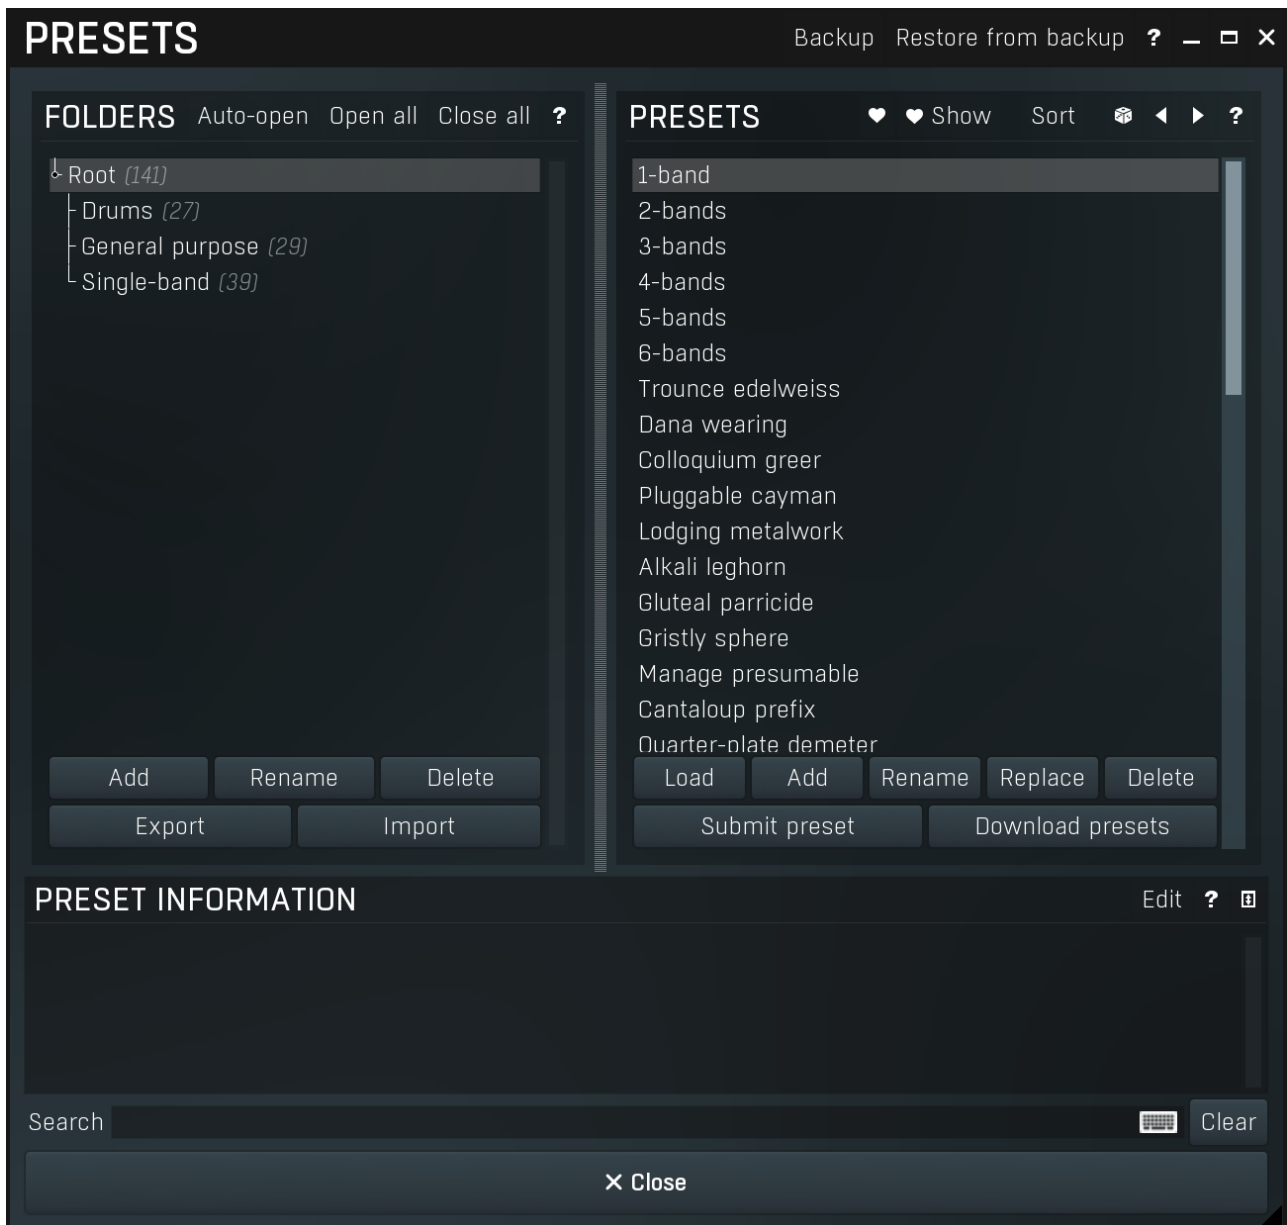 PRESETS Backup Restore from backup ?
FOLDERS Auto-open Open all Close all ?
Root (141)
Drums (27)
General purpose (29)
Single-band (39)
Add Rename Delete
Export Import
PRESETS Show Sort ?
1-band
2-bands
3-bands
4-bands
5-bands
6-bands
Trounce edelweiss
Dana wearing
Colloquium greer
Pluggable cayman
Lodging metalwork
Alkali leghorn
Gluteal parricide
Gristly sphere
Manage presumable
Cantaloup prefix
Quarter-plate demeter
Load Add Rename Replace Delete
Submit preset Download presets
PRESET INFORMATION Edit ?
Search Clear
Close